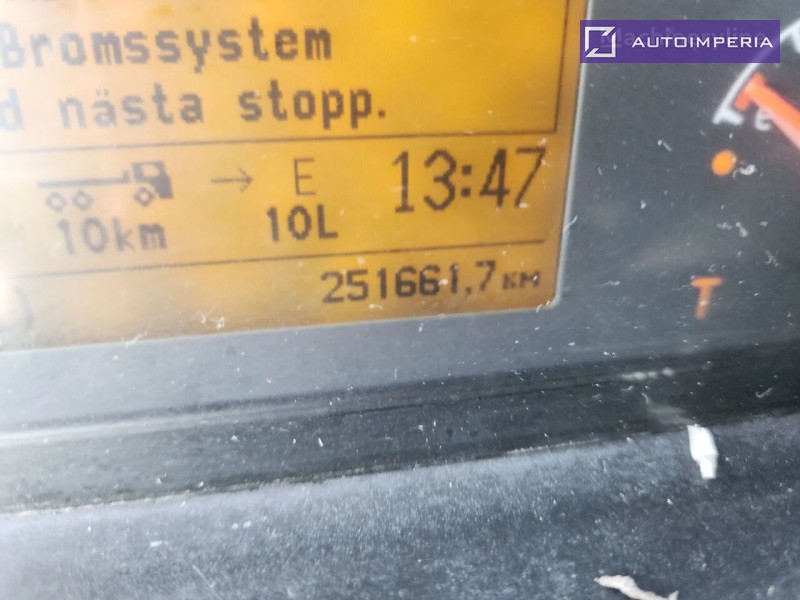 Bromssystem
d nästa stopp.
E 13:47
10km 10L
251661,7 KM
AUTOIMPERIA
E
T